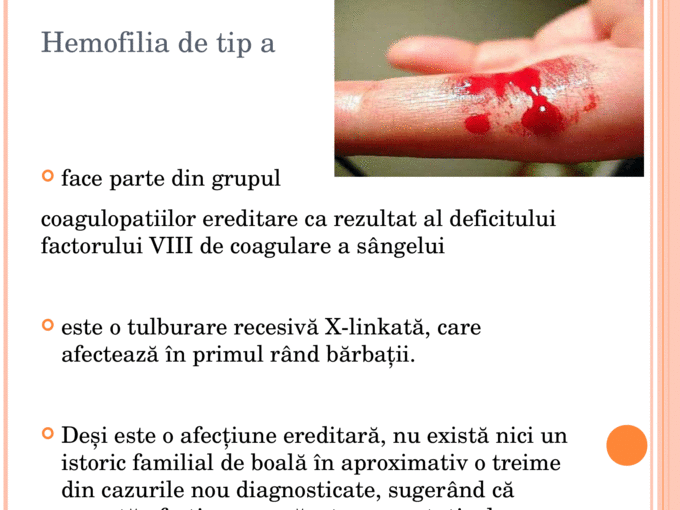 Hemofilia de tip a
face parte din grupul
coagulopatiilor ereditare ca rezultat al deficitului
factorului VIII de coagulare a sângelui
este o tulburare recesivă X-linkată, care
afectează în primul rând bărbații.
Deși este o afecțiune ereditară, nu există nici un
istoric familial de boală în aproximativ o treime
din cazurile nou diagnosticate, sugerând că